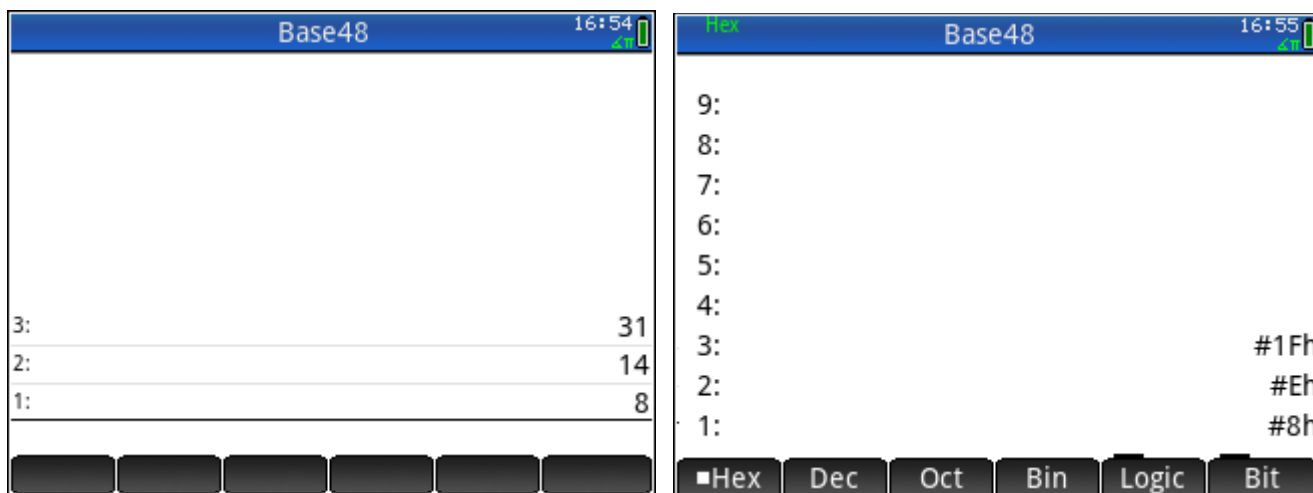 Base48
16:54
∡π
3: 31
2: 14
1: 8
Hex
Base48
16:55
∡π
9:
8:
7:
6:
5:
4:
3: #1Fh
2: #Eh
1: #8h
▪Hex Dec Oct Bin Logic Bit